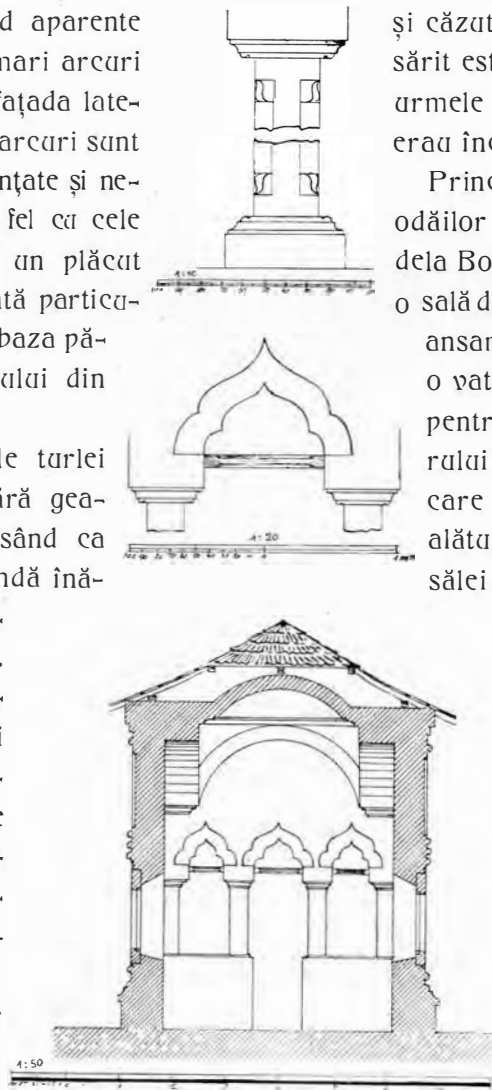 d aparente
mari arcuri
fațada late-
arcuri sunt
nțate și ne-
fel cu cele
un plăcut
tă particu-
baza pă-
ului din
le turlei
ără gea-
sând ca
ndă înă-
i
și căzut
sărit est
urmele
erau înc
Princ
odăilor
dela Bo
o sală d
ansar
o vat
pentr
rului
care
alătu
sălei
1:10
1:20
1:50